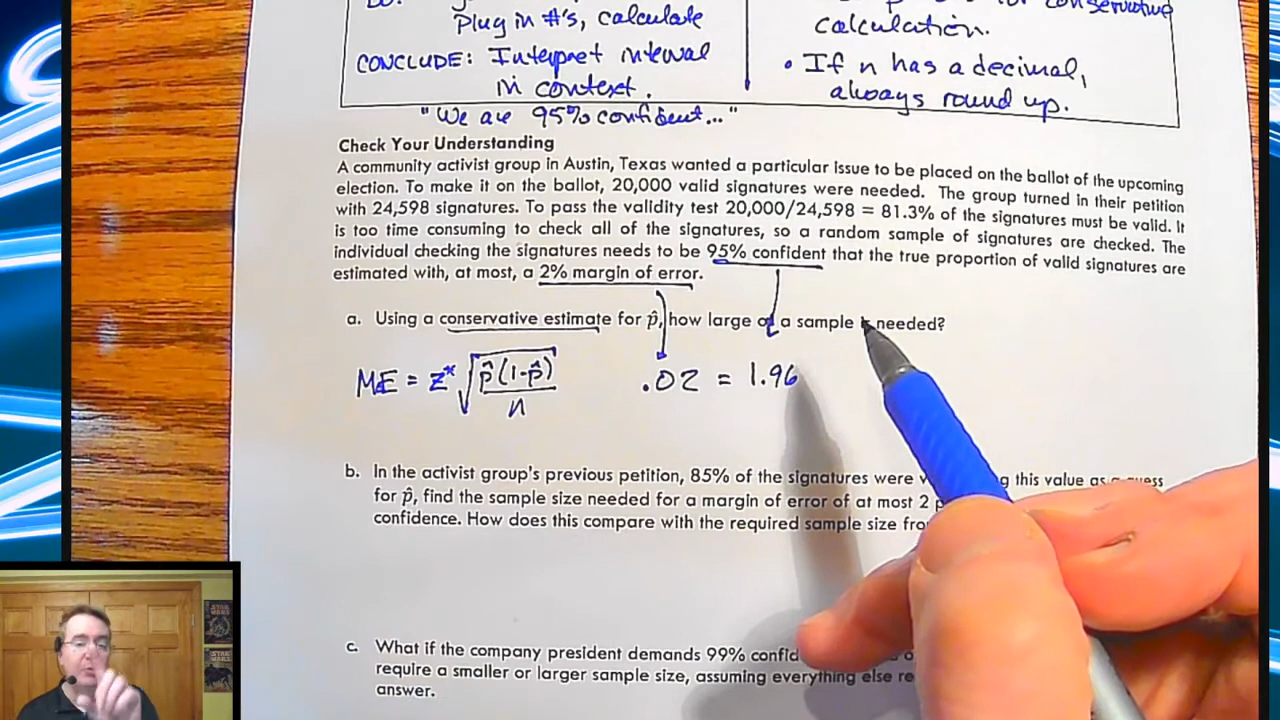 Plug in #'s, calculate
CONCLUDE: Interpret interval
in context.
"We are 95% confident..."
conservative
calculation.
• If n has a decimal,
always round up.
Check Your Understanding
A community activist group in Austin, Texas wanted a particular issue to be placed on the ballot of the upcoming
election. To make it on the ballot, 20,000 valid signatures were needed. The group turned in their petition
with 24,598 signatures. To pass the validity test 20,000/24,598 = 81.3% of the signatures must be valid. It
is too time consuming to check all of the signatures, so a random sample of signatures are checked. The
individual checking the signatures needs to be 95% confident that the true proportion of valid signatures are
estimated with, at most, a 2% margin of error.
a. Using a conservative estimate for p̂, how large of a sample is needed?
ME = z* √(p̂(1-p̂)/n) .02 = 1.96
b. In the activist group's previous petition, 85% of the signatures were this value as a guess
for p̂, find the sample size needed for a margin of error of at most 2
confidence. How does this compare with the required sample size
c. What if the company president demands 99%
require a smaller or larger sample size, assuming everything else
answer.
STAR
WARS
STAR
WARS